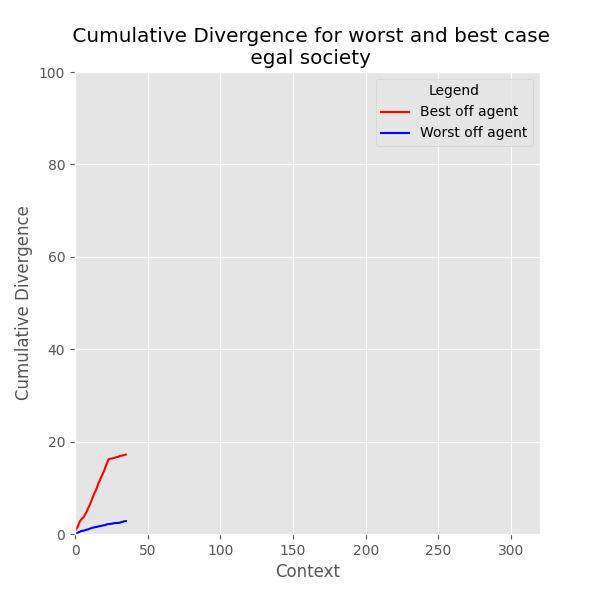 Cumulative Divergence for worst and best case
egal society
Legend
Best off agent
Worst off agent
Cumulative Divergence
100
80
60
40
20
0
0 50 100 150 200 250 300
Context